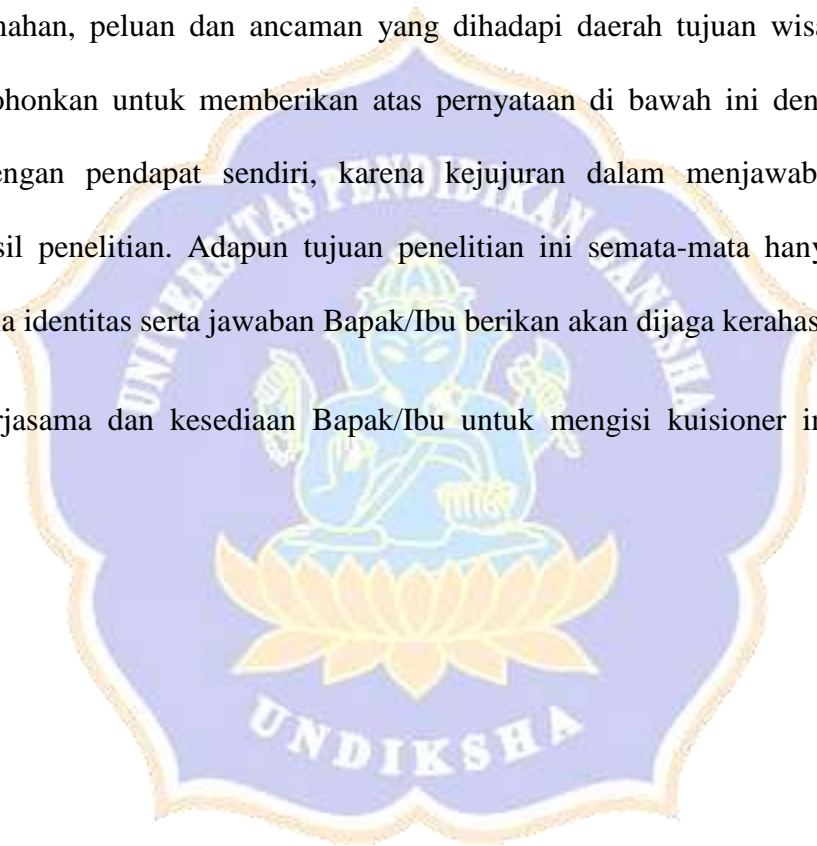 nahan, peluan dan ancaman yang dihadapi daerah tujuan wisa
ohonkan untuk memberikan atas pernyataan di bawah ini den
engan pendapat sendiri, karena kejujuran dalam menjawab
sil penelitian. Adapun tujuan penelitian ini semata-mata hany
a identitas serta jawaban Bapak/Ibu berikan akan dijaga kerahas
rjasama dan kesediaan Bapak/Ibu untuk mengisi kuisioner in
UNIVERSITAS PENDIDIKAN GANESHA
UNDIKSHA